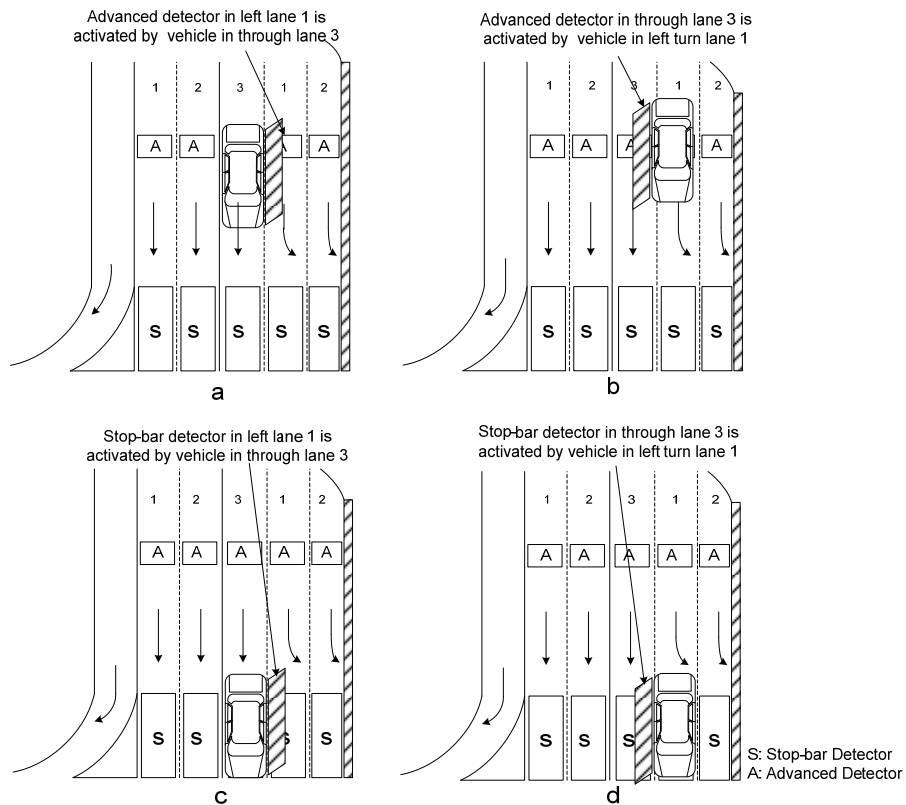 Advanced detector in left lane 1 is
activated by vehicle in through lane 3
1 2 3 1 2
A A A A
S S S S S
a
Advanced detector in through lane 3 is
activated by vehicle in left turn lane 1
1 2 3 1 2
A A A A
S S S S S
b
Stop-bar detector in left lane 1 is
activated by vehicle in through lane 3
1 2 3 1 2
A A A A A
S S S S
c
Stop-bar detector in through lane 3 is
activated by vehicle in left turn lane 1
1 2 3 1 2
A A A A A
S S S S
d
S: Stop-bar Detector
A: Advanced Detector